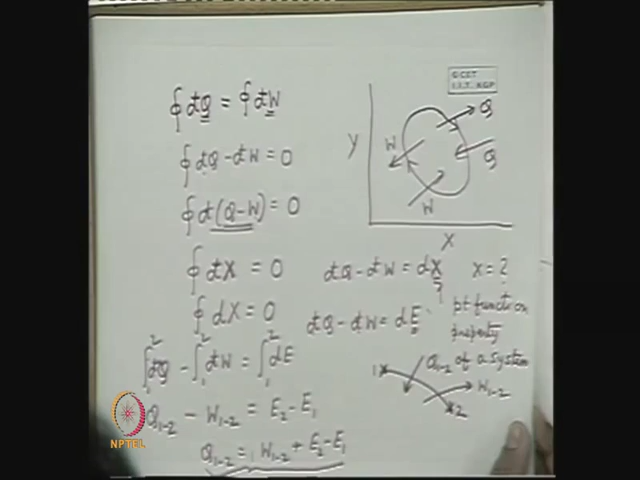 ∮đQ = ∮đW
∮đQ - đW = 0
∮đ(Q-W) = 0
∮đX = 0
∮dX = 0
∫₁² đQ - ∫₁² đW = ∫₁² dE
Q₁₋₂ - W₁₋₂ = E₂ - E₁
Q₁₋₂ = W₁₋₂ + E₂ - E₁
G CET
I.I.T. KGP
Y
W
Q
Q
W
X
đQ - đW = dX X = ?
?
đQ - đW = dE
pt function
property
of a system
1
Q₁₋₂
W₁₋₂
2
NPTEL